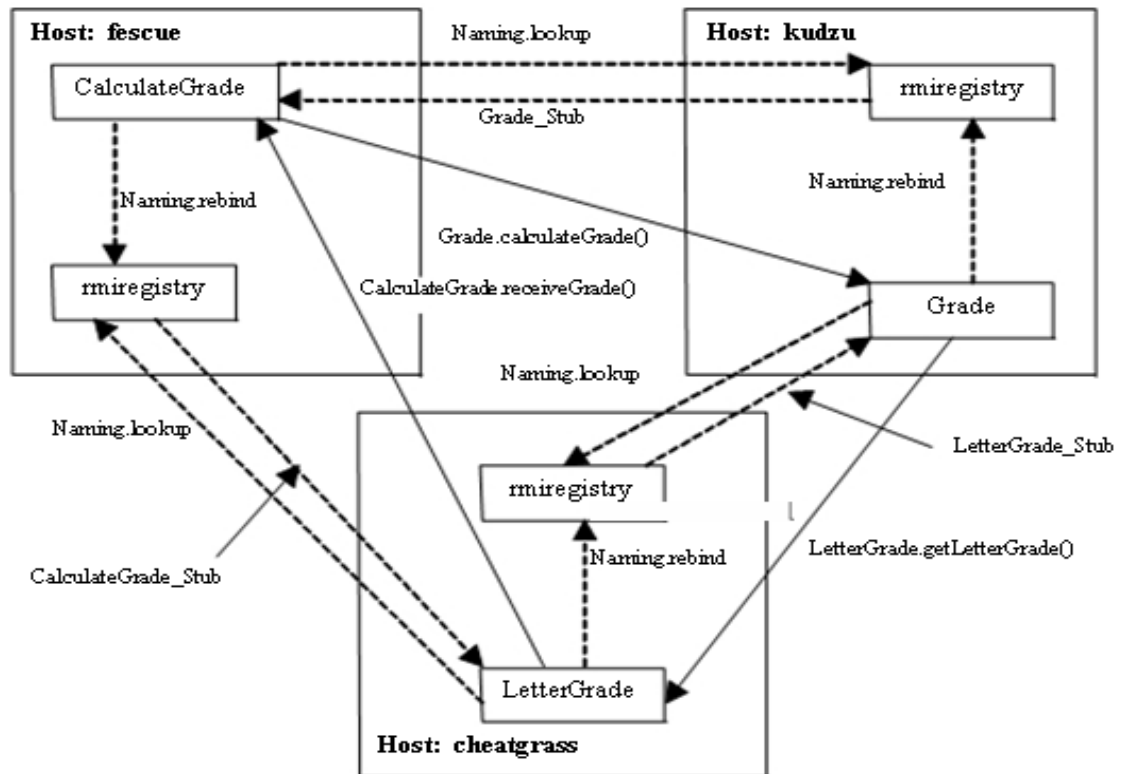 Host: fescue
Naming.lookup
Host: kudzu
CalculateGrade
rmiregistry
Grade_Stub
Naming.rebind
Naming.rebind
Grade.calculateGrade()
rmiregistry
CalculateGrade.receiveGrade()
Grade
Naming.lookup
Naming.lookup
LetterGrade_Stub
rmiregistry
Naming.rebind
LetterGrade.getLetterGrade()
CalculateGrade_Stub
LetterGrade
Host: cheatgrass